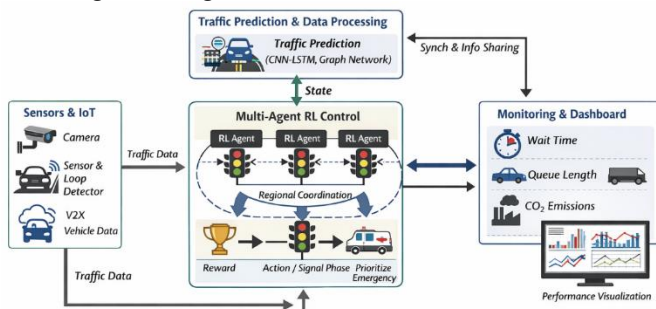 Traffic Prediction & Data Processing
Traffic Prediction
(CNN-LSTM, Graph Network)
Synch & Info Sharing
State
Sensors & IoT
Camera
Sensor &
Loop
Detector
V2X
Vehicle Data
Traffic Data
Traffic Data
Multi-Agent RL Control
RL Agent
RL Agent
RL Agent
Regional Coordination
Reward
Action / Signal Phase
Prioritize
Emergency
Monitoring & Dashboard
Wait Time
Queue Length
CO₂ Emissions
Performance Visualization